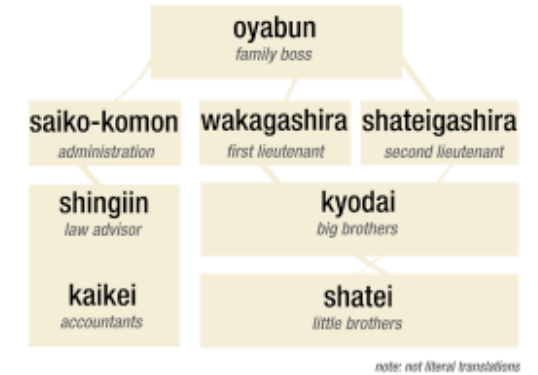 oyabun
family boss
saiko-komon
administration
wakagashira
first lieutenant
shateigashira
second lieutenant
shingiin
law advisor
kaikei
accountants
kyodai
big brothers
shatei
little brothers
note: not literal translations